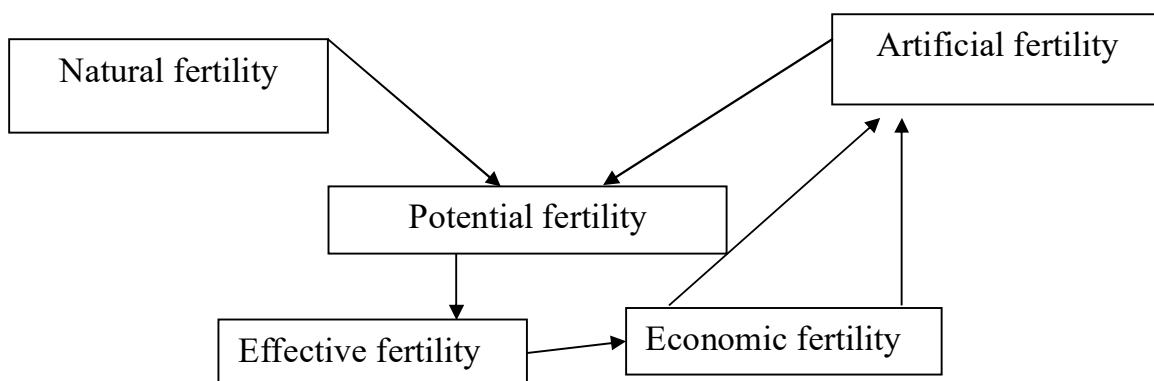 Artificial fertility
Natural fertility
Potential fertility
Effective fertility
Economic fertility